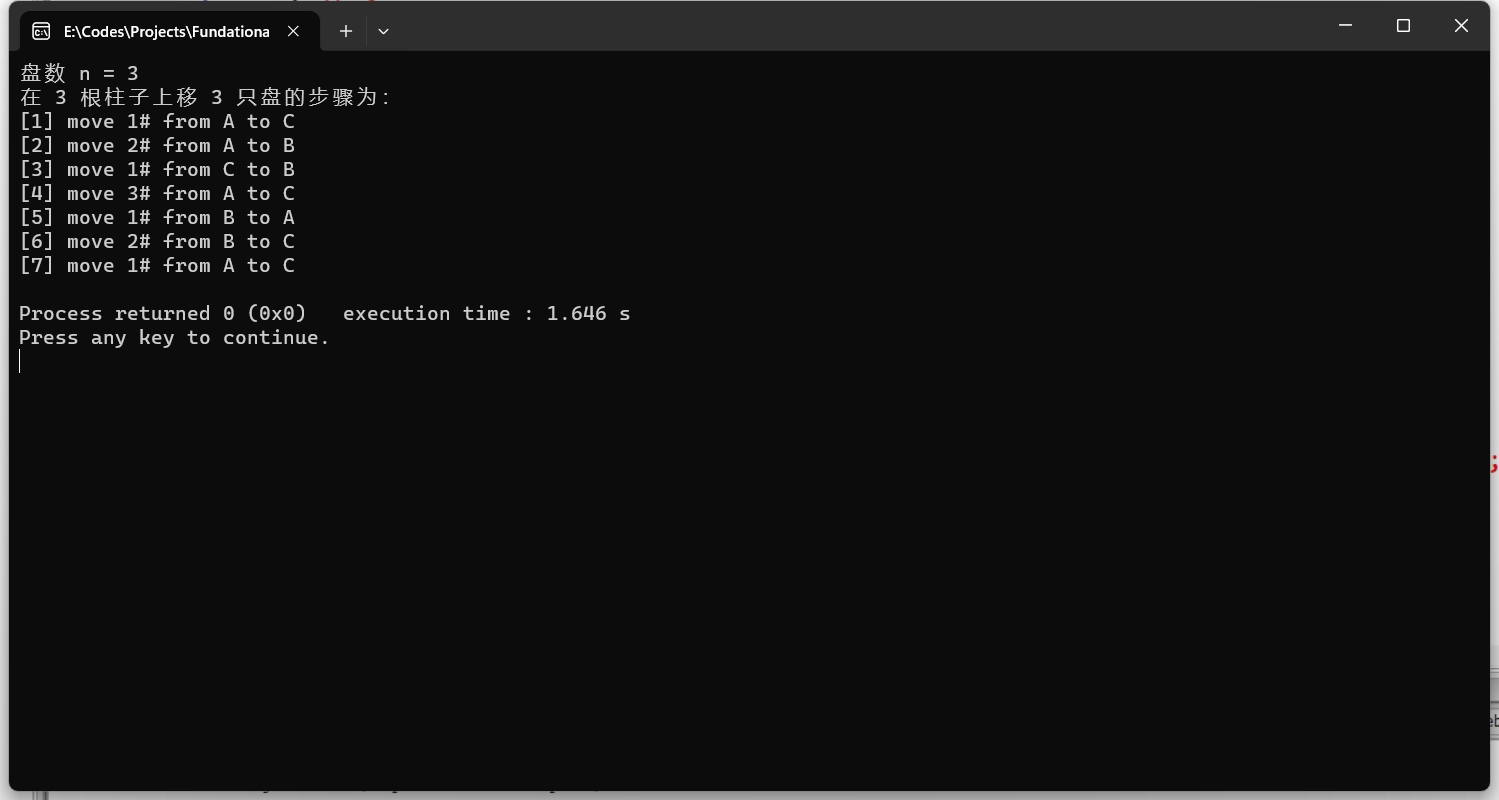 E:\Codes\Projects\Fundationa
盘数 n = 3
在 3 根柱子上移 3 只盘的步骤为:
[1] move 1# from A to C
[2] move 2# from A to B
[3] move 1# from C to B
[4] move 3# from A to C
[5] move 1# from B to A
[6] move 2# from B to C
[7] move 1# from A to C
Process returned 0 (0x0)   execution time : 1.646 s
Press any key to continue.